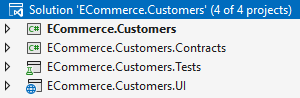 Solution 'ECommerce.Customers' (4 of 4 projects)
ECommerce.Customers
ECommerce.Customers.Contracts
ECommerce.Customers.Tests
ECommerce.Customers.UI